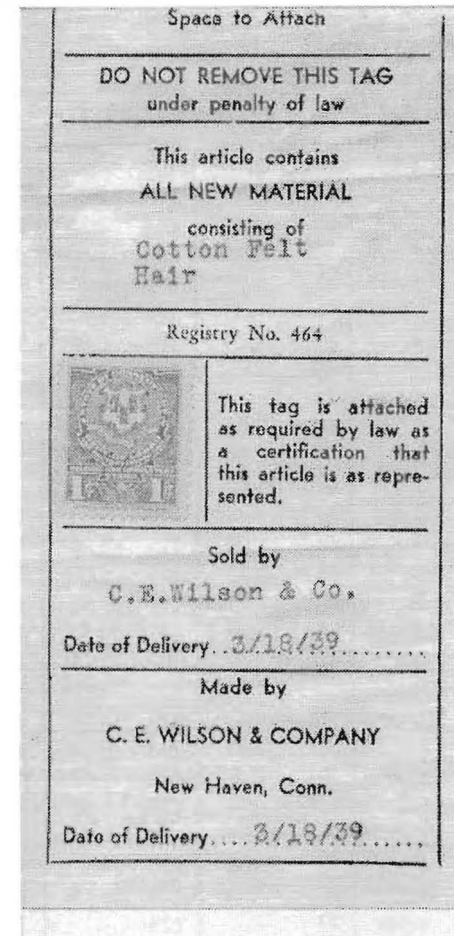 Space to Attach
DO NOT REMOVE THIS TAG
under penalty of law
This article contains
ALL NEW MATERIAL
consisting of
Cotton Felt
Hair
Registry No. 464
This tag is attached
as required by law as
a certification that
this article is as repre-
sented.
1 1
Sold by
C.E.Wilson & Co.
Date of Delivery..3/18/39.........
Made by
C. E. WILSON & COMPANY
New Haven, Conn.
Date of Delivery....3/18/39......